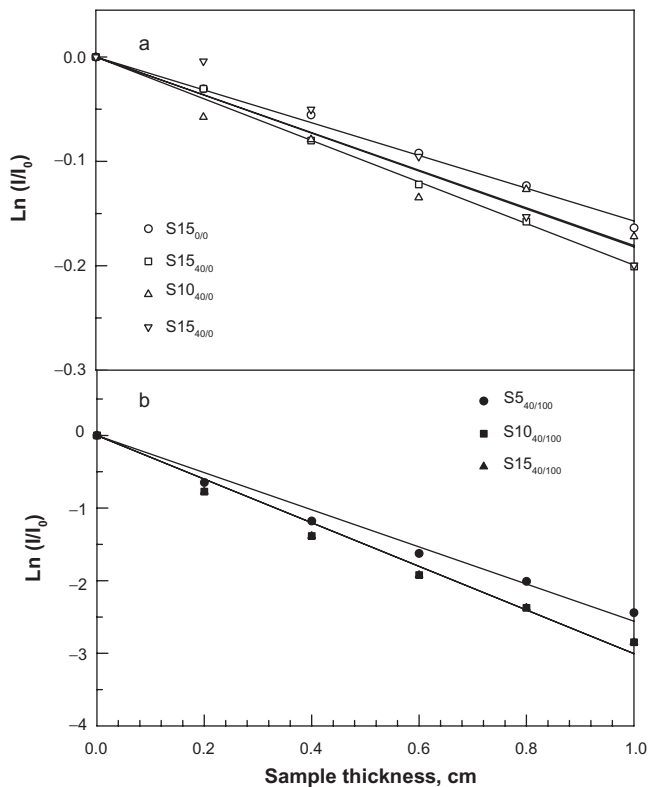 a
0.0
−0.1
−0.2
−0.3
Ln (I/I₀)
S15₀/₀
S15₄₀/₀
S10₄₀/₀
S15₄₀/₀
b
0
−1
−2
−3
−4
Ln (I/I₀)
S5₄₀/₁₀₀
S10₄₀/₁₀₀
S15₄₀/₁₀₀
0.0 0.2 0.4 0.6 0.8 1.0
Sample thickness, cm